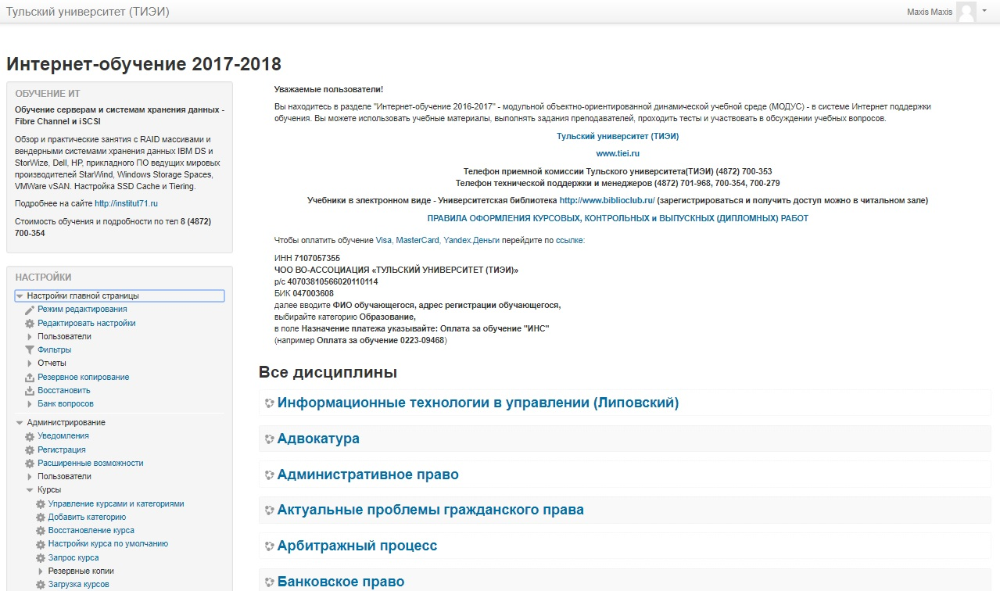 Тульский университет (ТИЭИ)
Maxis Maxis
Интернет-обучение 2017-2018
ОБУЧЕНИЕ ИТ
Обучение серверам и системам хранения данных -
Fibre Channel и iSCSI
Обзор и практические занятия с RAID массивами и
вендерными системами хранения данных IBM DS и
StorWize, Dell, HP, прикладного ПО ведущих мировых
производителей StarWind, Windows Storage Spaces,
VMWare vSAN. Настройка SSD Cache и Tiering.
Подробнее на сайте http://institut71.ru
Стоимость обучения и подробности по тел 8 (4872)
700-354
НАСТРОЙКИ
Настройки главной страницы
Режим редактирования
Редактировать настройки
Пользователи
Фильтры
Отчеты
Резервное копирование
Восстановить
Банк вопросов
Администрирование
Уведомления
Регистрация
Расширенные возможности
Пользователи
Курсы
Управление курсами и категориями
Добавить категорию
Восстановление курса
Настройки курса по умолчанию
Запрос курса
Резервные копии
Загрузка курсов
Уважаемые пользователи!
Вы находитесь в разделе "Интернет-обучение 2016-2017" - модульной объектно-ориентированной динамической учебной среде (МОДУС) - в системе Интернет поддержки
обучения. Вы можете использовать учебные материалы, выполнять задания преподавателей, проходить тесты и участвовать в обсуждении учебных вопросов.
Тульский университет (ТИЭИ)
www.tiei.ru
Телефон приемной комиссии Тульского университета(ТИЭИ) (4872) 700-353
Телефон технической поддержки и менеджеров (4872) 701-968, 700-354, 700-279
Учебники в электронном виде - Университетская библиотека http://www.biblioclub.ru/ (зарегистрироваться и получить доступ можно в читальном зале)
ПРАВИЛА ОФОРМЛЕНИЯ КУРСОВЫХ, КОНТРОЛЬНЫХ и ВЫПУСКНЫХ (ДИПЛОМНЫХ) РАБОТ
Чтобы оплатить обучение Visa, MasterCard, Yandex.Деньги перейдите по ссылке:
ИНН 7107057355
ЧОО ВО-АССОЦИАЦИЯ «ТУЛЬСКИЙ УНИВЕРСИТЕТ (ТИЭИ)»
р/с 40703810566020110114
БИК 047003608
далее вводите ФИО обучающегося, адрес регистрации обучающегося,
выбирайте категорию Образование,
в поле Назначение платежа указывайте: Оплата за обучение "ИНС"
(например Оплата за обучение 0223-09468)
Все дисциплины
Информационные технологии в управлении (Липовский)
Адвокатура
Административное право
Актуальные проблемы гражданского права
Арбитражный процесс
Банковское право